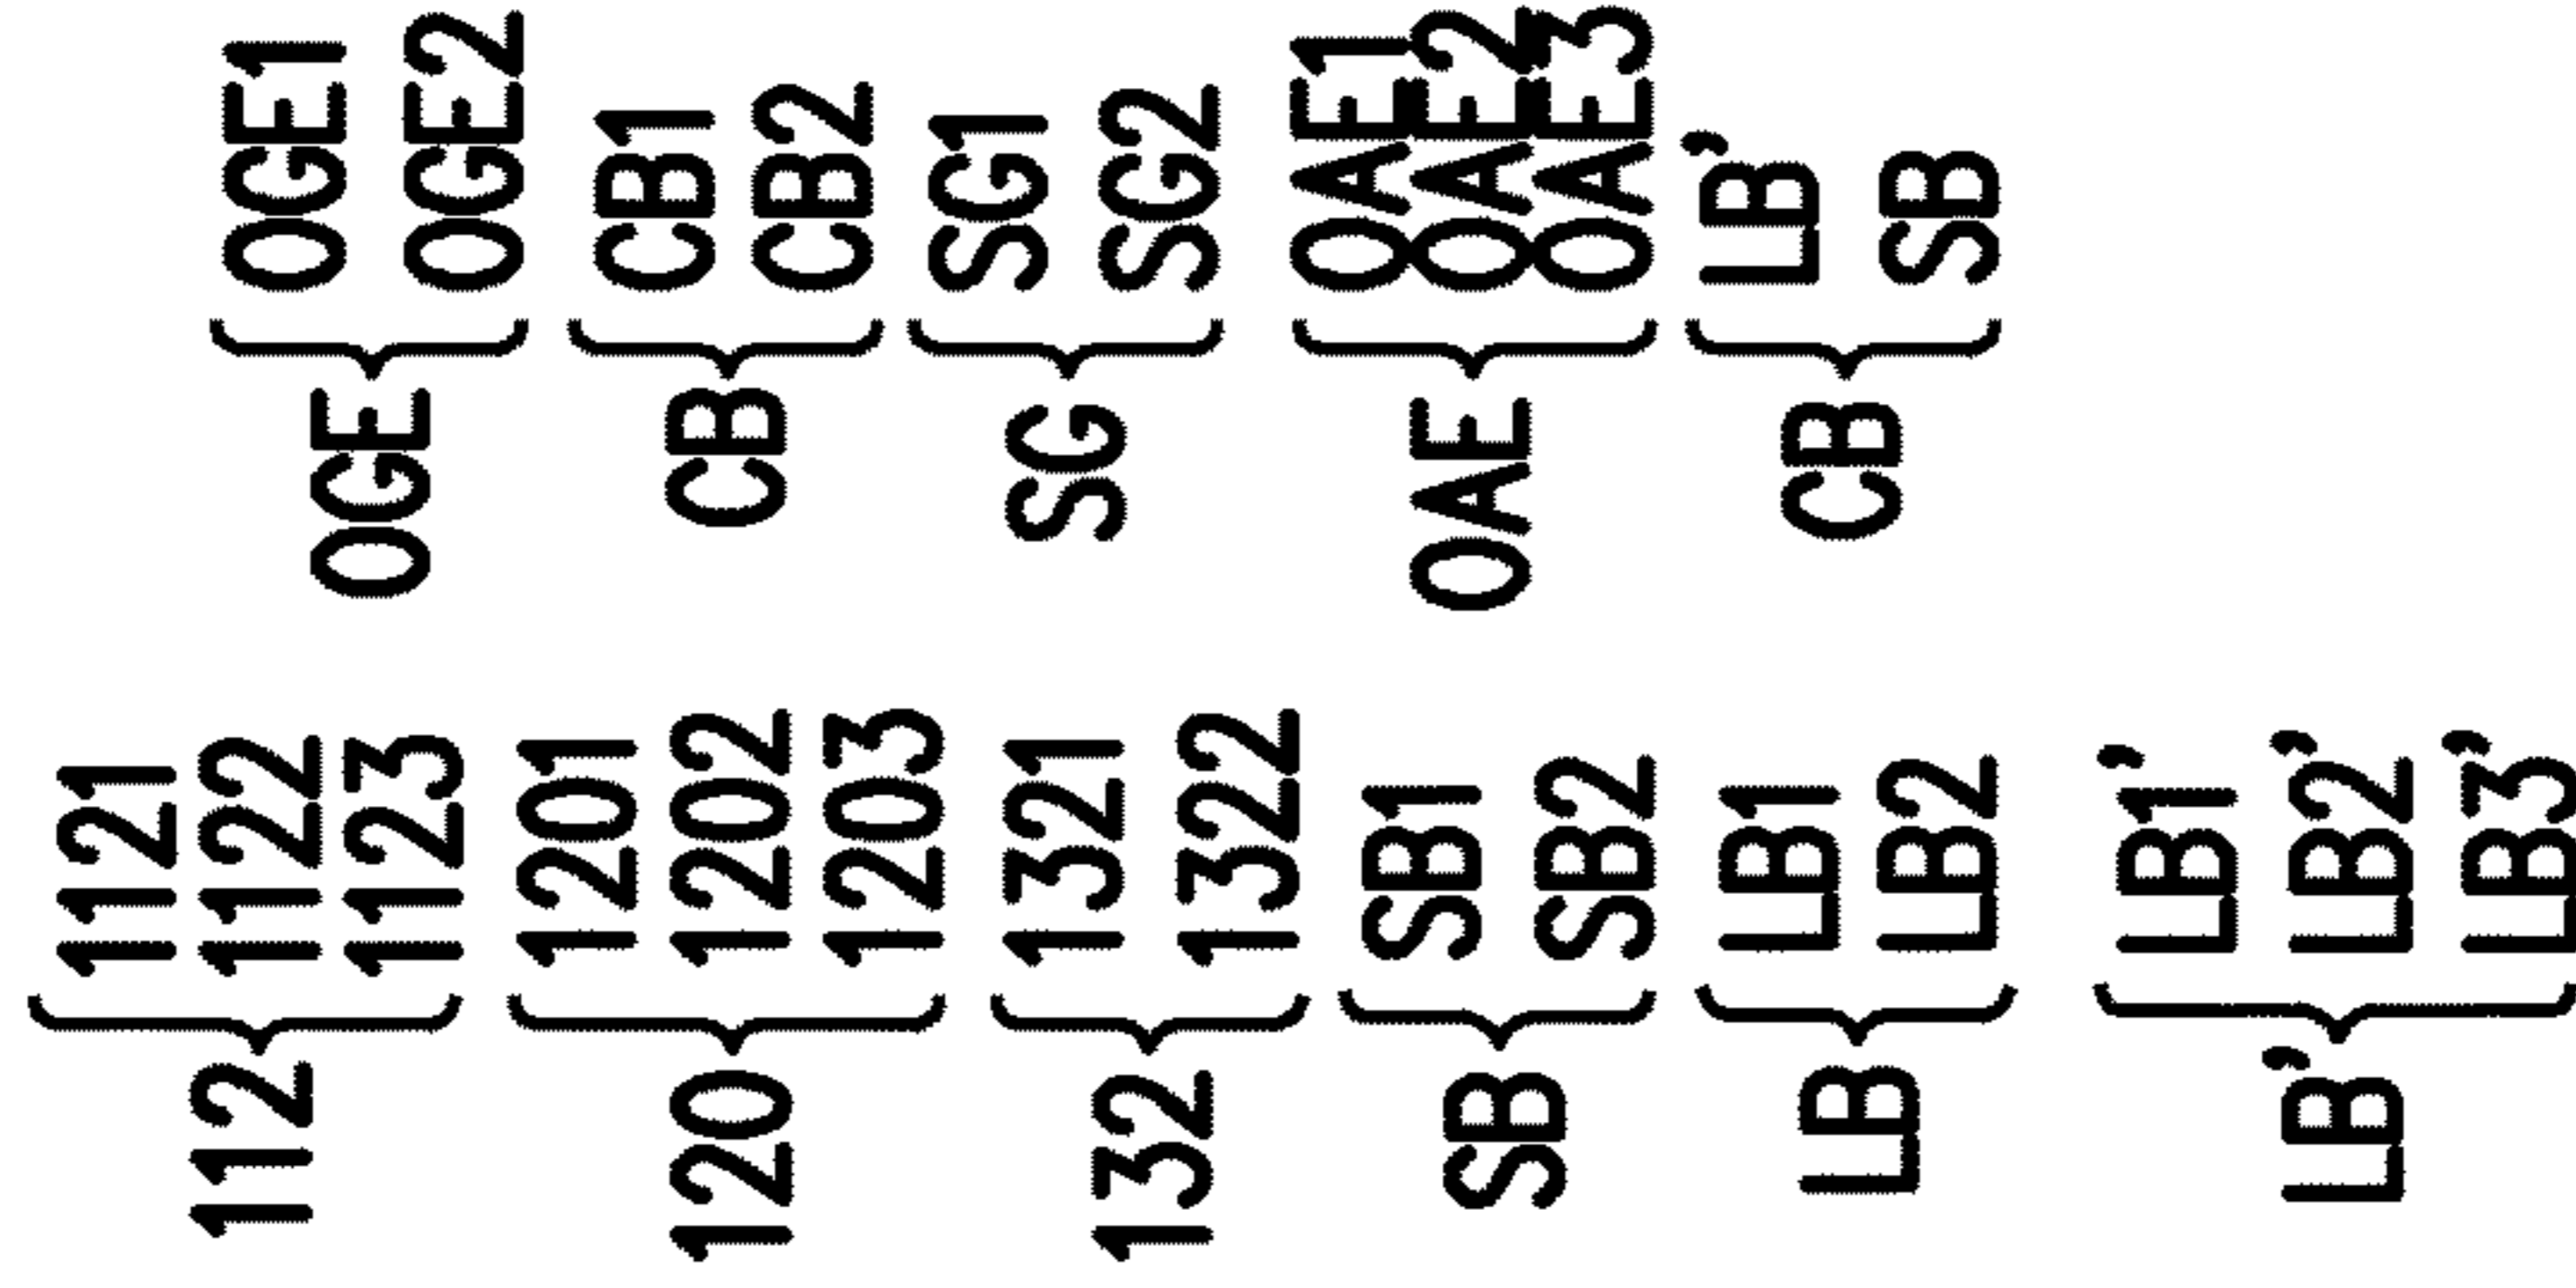 112
1121
1122
1123
120
1201
1202
1203
132
1321
1322
SB
SB1
SB2
LB
LB1
LB2
LB'
LB1'
LB2'
LB3'
OGE
OGE1
OGE2
CB
CB1
CB2
SG
SG1
SG2
OAE
OAE1
OAE2
OAE3
CB
LB'
SB